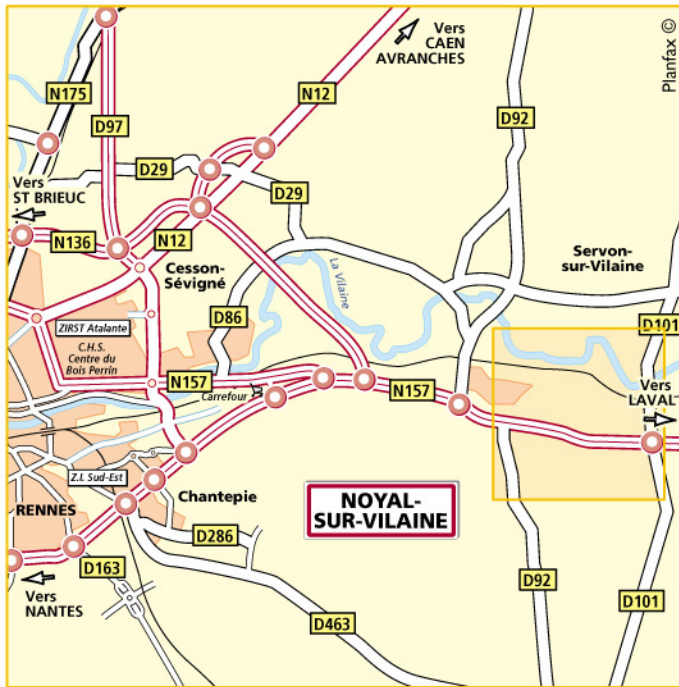 Planfax ©
Vers
CAEN
AVRANCHES
N175
N12
D97
D92
Vers
ST BRIEUC
D29
D29
N136
N12
Cesson-
Sévigné
La Vilaine
Servon-
sur-Vilaine
D86
ZIRST Atalante
D101
C.H.S.
Centre du
Bois Perrin
N157
Carrefour
N157
Vers
LAVAL
Z.I. Sud-Est
Chantepie
NOYAL-
SUR-VILAINE
RENNES
D286
D163
D92
Vers
NANTES
D101
D463